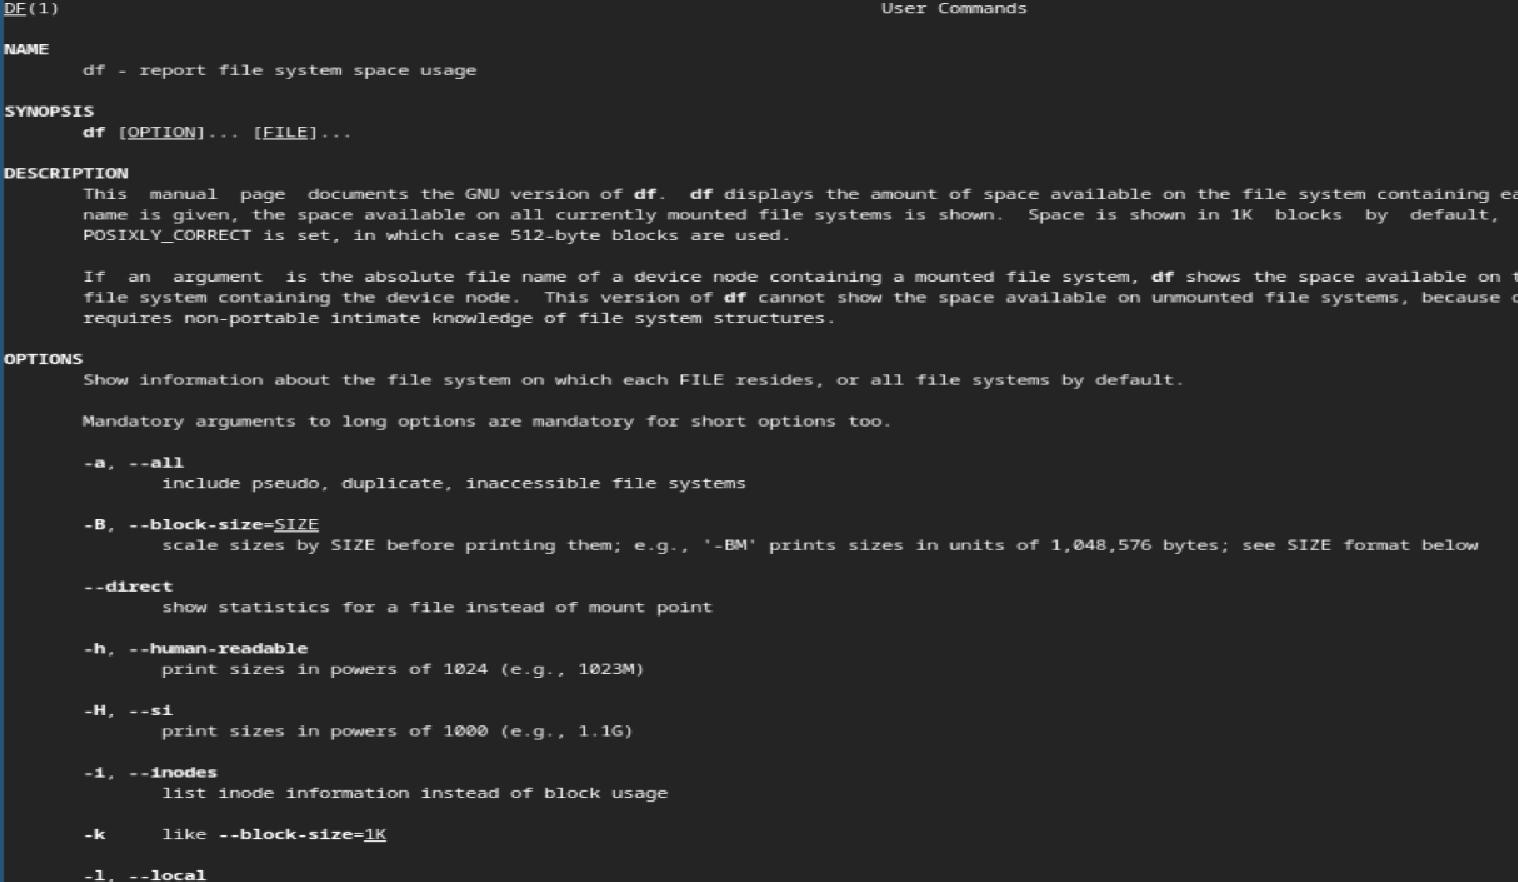 DF(1) User Commands
NAME
df - report file system space usage
SYNOPSIS
df [OPTION]... [FILE]...
DESCRIPTION
This manual page documents the GNU version of df. df displays the amount of space available on the file system containing ea
name is given, the space available on all currently mounted file systems is shown. Space is shown in 1K blocks by default,
POSIXLY_CORRECT is set, in which case 512-byte blocks are used.
If an argument is the absolute file name of a device node containing a mounted file system, df shows the space available on t
file system containing the device node. This version of df cannot show the space available on unmounted file systems, because
requires non-portable intimate knowledge of file system structures.
OPTIONS
Show information about the file system on which each FILE resides, or all file systems by default.
Mandatory arguments to long options are mandatory for short options too.
-a, --all
include pseudo, duplicate, inaccessible file systems
-B, --block-size=SIZE
scale sizes by SIZE before printing them; e.g., '-BM' prints sizes in units of 1,048,576 bytes; see SIZE format below
--direct
show statistics for a file instead of mount point
-h, --human-readable
print sizes in powers of 1024 (e.g., 1023M)
-H, --si
print sizes in powers of 1000 (e.g., 1.1G)
-i, --inodes
list inode information instead of block usage
-k like --block-size=1K
-l, --local